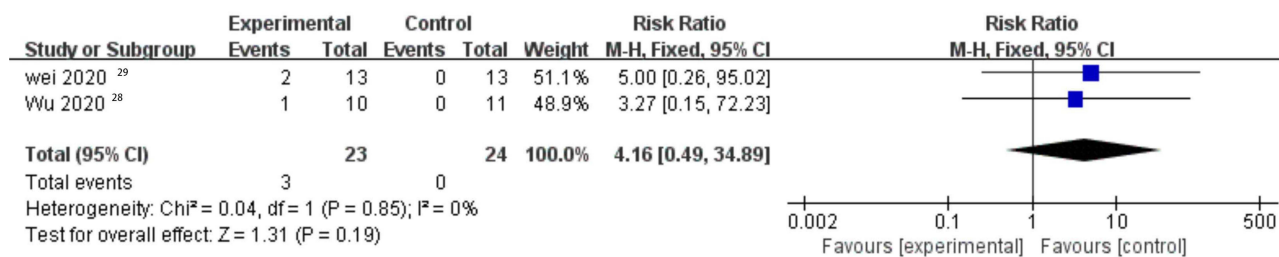 Experimental Control Risk Ratio Risk Ratio
Study or Subgroup Events Total Events Total Weight M-H, Fixed, 95% CI M-H, Fixed, 95% CI
wei 2020 29 2 13 0 13 51.1% 5.00 [0.26, 95.02]
Wu 2020 28 1 10 0 11 48.9% 3.27 [0.15, 72.23]
Total (95% CI) 23 24 100.0% 4.16 [0.49, 34.89]
Total events 3 0
Heterogeneity: Chi² = 0.04, df = 1 (P = 0.85); I² = 0%
Test for overall effect: Z = 1.31 (P = 0.19)
0.002 0.1 1 10 500
Favours [experimental] Favours [control]